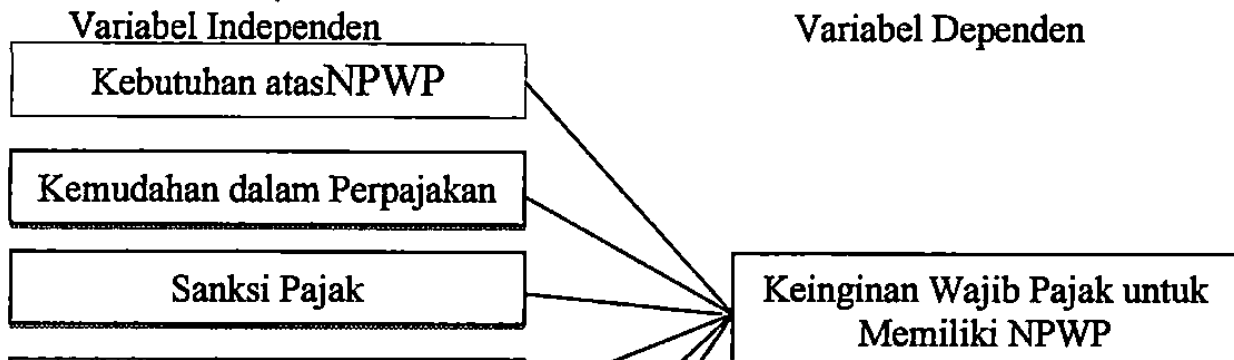 Variabel Independen
Variabel Dependen
Kebutuhan atasNPWP
Kemudahan dalam Perpajakan
Sanksi Pajak
Keinginan Wajib Pajak untuk
Memiliki NPWP